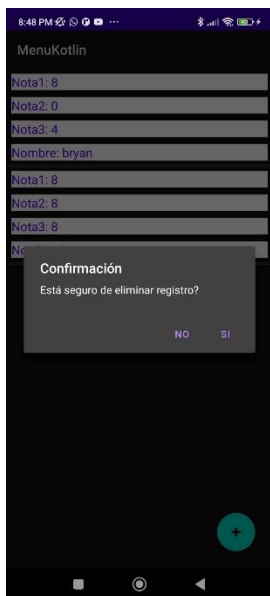 8:48 PM
MenuKotlin
Nota1: 8
Nota2: 0
Nota3: 4
Nombre: bryan
Nota1: 8
Nota2: 8
Nota3: 8
Confirmación
Está seguro de eliminar registro?
NO SI
+